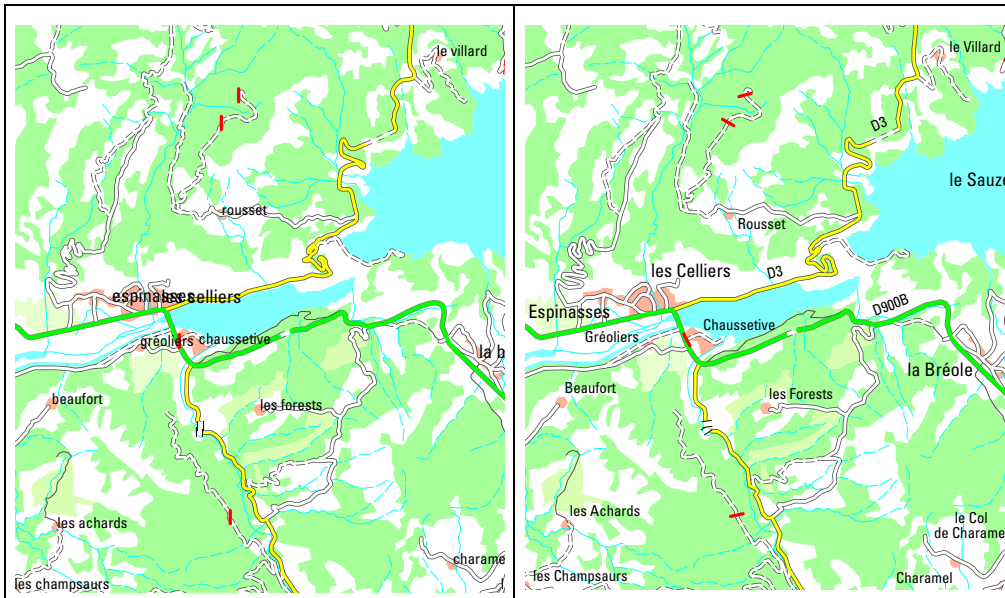 le villard
rousset
espinasses
les celliers
gréoliers
chaussetive
la b
beaufort
les forests
les achards
charame
les champsaurs
le Villard
D3
le Sauze
Rousset
les Celliers
D3
Espinasses
D900B
Chaussetive
Gréoliers
la Bréole
Beaufort
les Forests
les Achards
le Col
de Charamel
les Champsaurs
Charamel